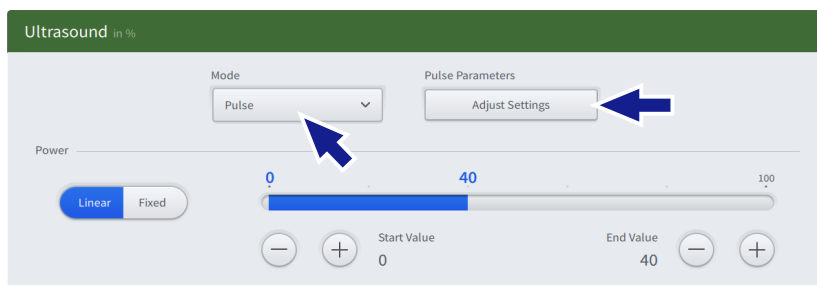 Ultrasound in %
Mode
Pulse Parameters
Pulse
Adjust Settings
Power
0
40
100
Linear
Fixed
Start Value
0
End Value
40